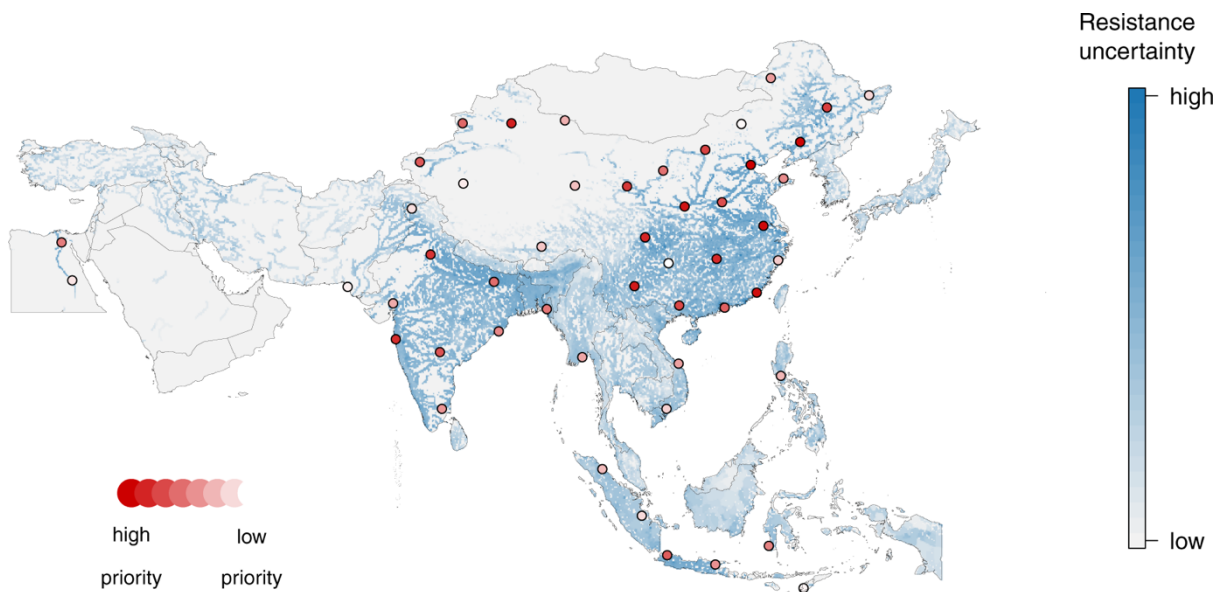 Resistance
uncertainty
high
low
high
low
priority
priority